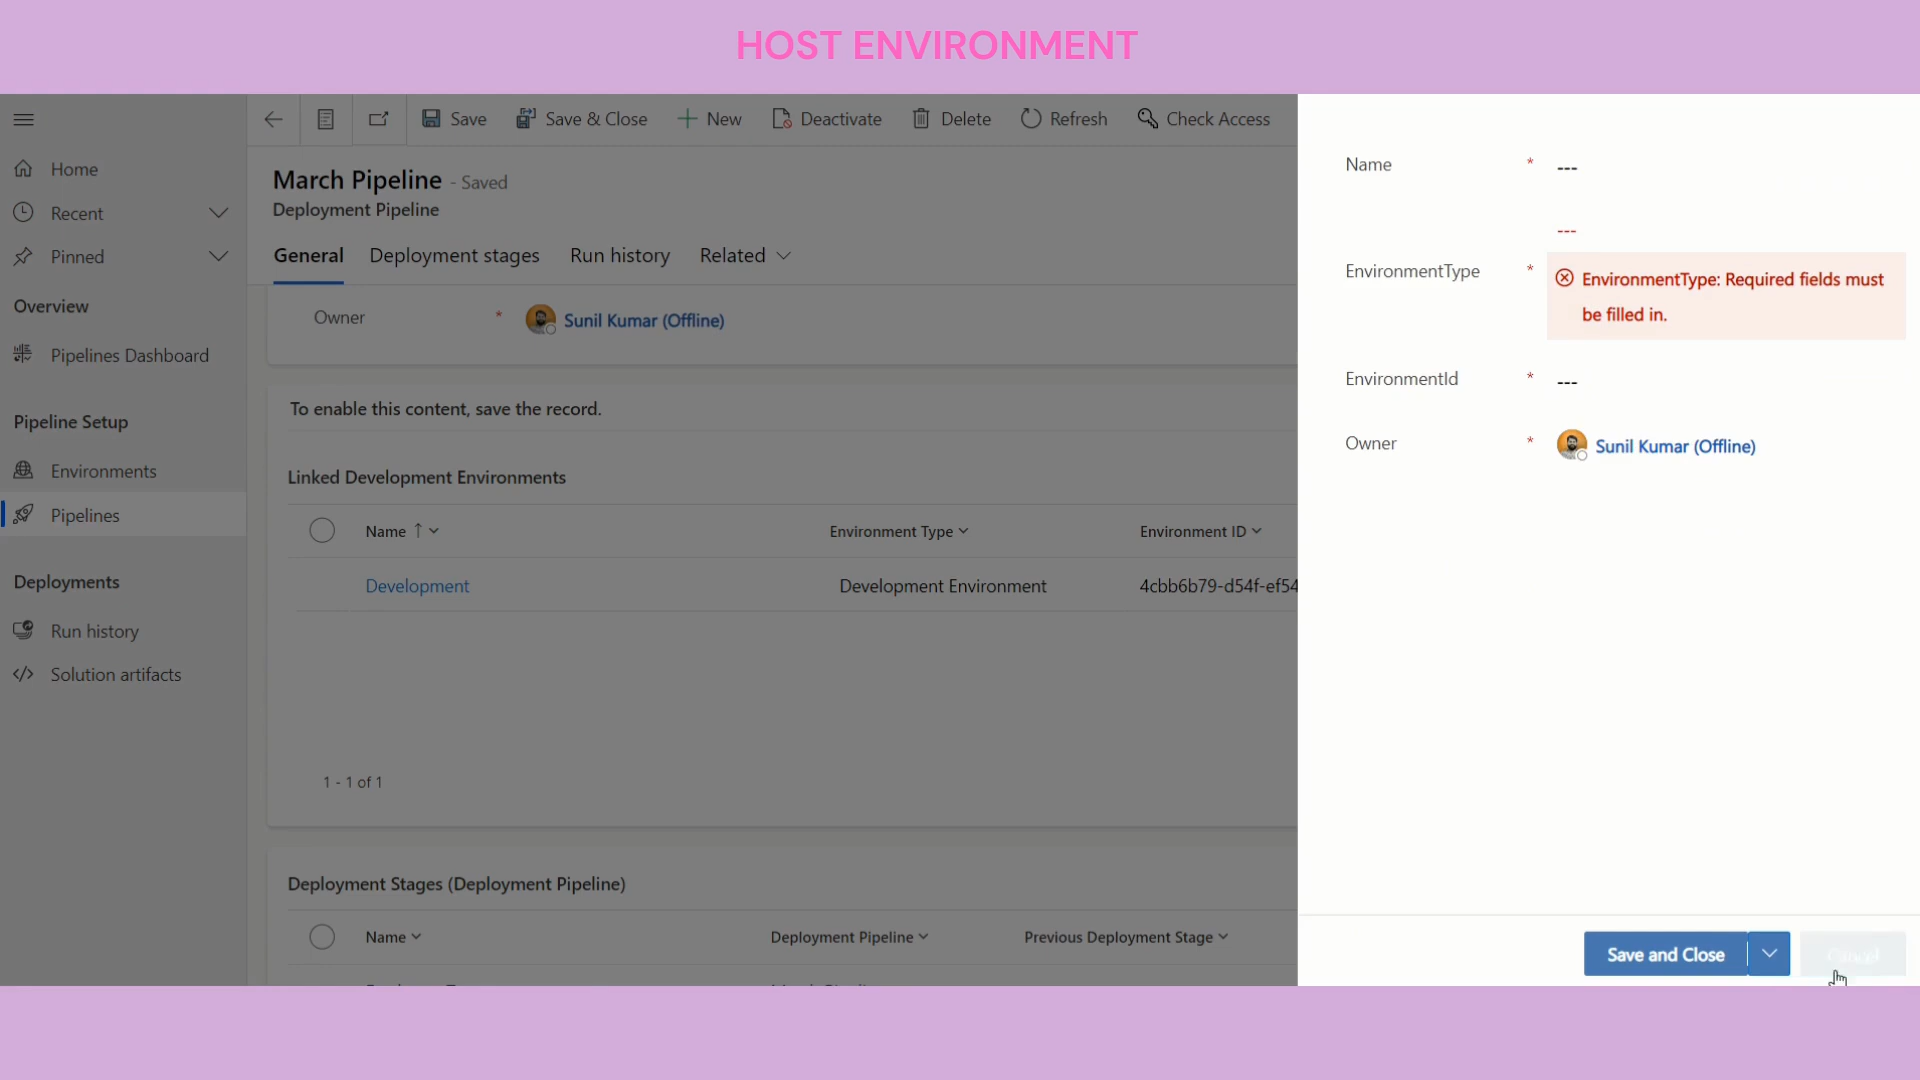 HOST ENVIRONMENT
Save
Save & Close
New
Deactivate
Delete
Refresh
Check Access
Home
Recent
Pinned
Overview
Pipelines Dashboard
Pipeline Setup
Environments
Pipelines
Deployments
Run history
Solution artifacts
March Pipeline - Saved
Deployment Pipeline
General
Deployment stages
Run history
Related
Owner * Sunil Kumar (Offline)
To enable this content, save the record.
Linked Development Environments
Name ↑ Environment Type Environment ID
Development Development Environment 4cbb6b79-d54f-ef54
1 - 1 of 1
Deployment Stages (Deployment Pipeline)
Name Deployment Pipeline Previous Deployment Stage
Name * ---
---
EnvironmentType *
EnvironmentType: Required fields must
be filled in.
EnvironmentId * ---
Owner * Sunil Kumar (Offline)
Save and Close
Cancel